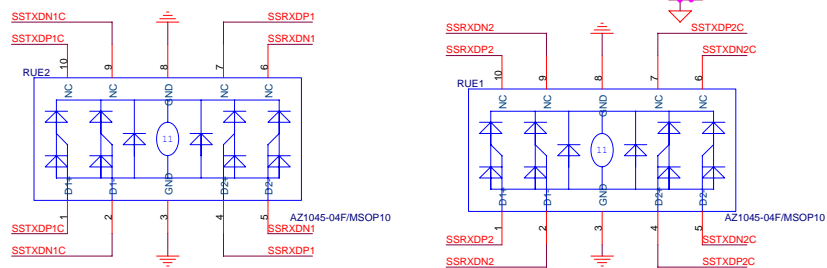 SSTXDN1C
SSTXDP1C
SSRXDP1
SSRXDN1
10
9
8
7
6
RUE2
NC
NC
GND
NC
NC
11
D1+
D1-
GND
D2+
D2-
AZ1045-04F/MSOP10
1
2
3
4
5
SSTXDP1C
SSTXDN1C
SSRXDN1
SSRXDP1
SSRXDN2
SSRXDP2
SSTXDP2C
SSTXDN2C
10
9
8
7
6
RUE1
NC
NC
GND
NC
NC
11
D1+
D1-
GND
D2+
D2-
AZ1045-04F/MSOP10
1
2
3
4
5
SSRXDP2
SSRXDN2
SSTXDN2C
SSTXDP2C